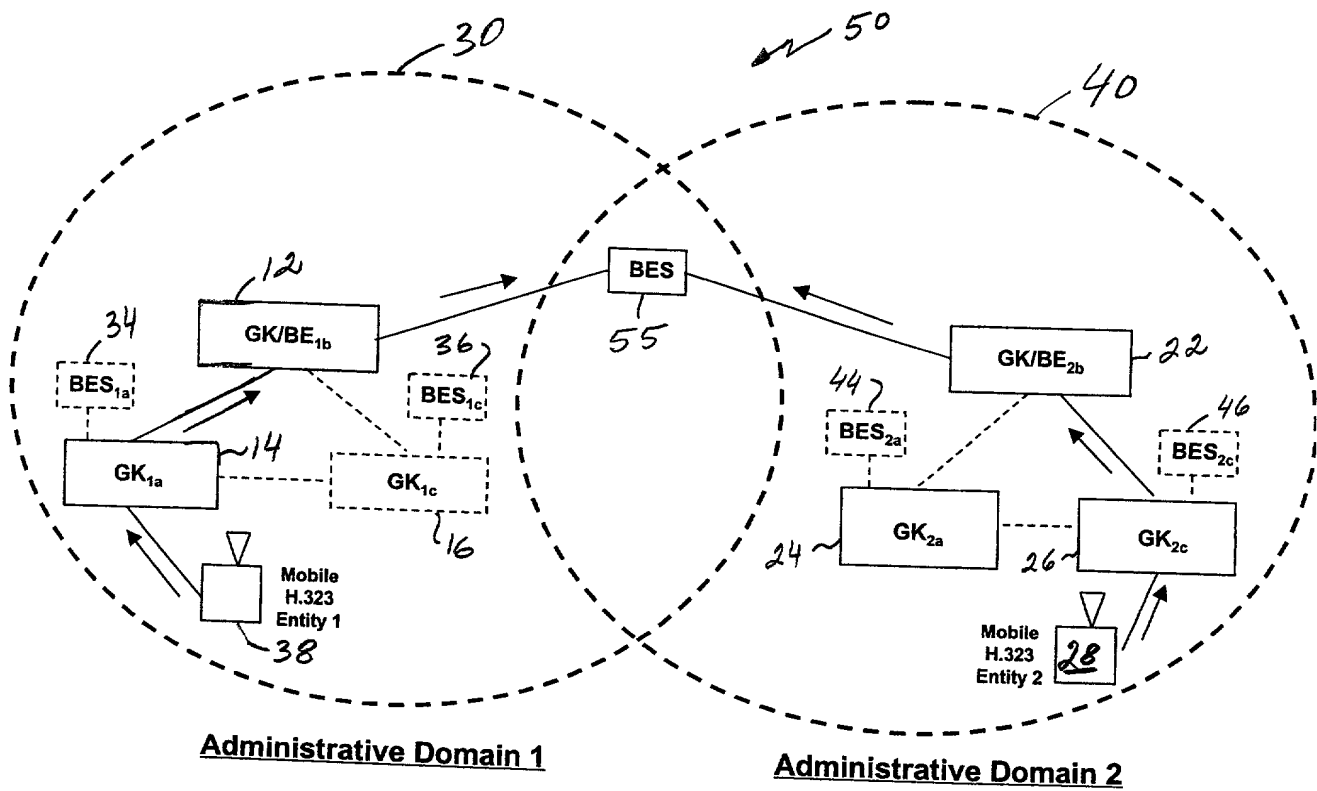 30
50
40
12
BES
55
GK/BE1b
34
36
BES1a
BES1c
GK/BE2b
22
44
46
BES2a
BES2c
14
GK1a
GK1c
16
GK2a
24
GK2c
26
Mobile
H.323
Entity 1
38
Mobile
H.323
Entity 2
28
Administrative Domain 1
Administrative Domain 2